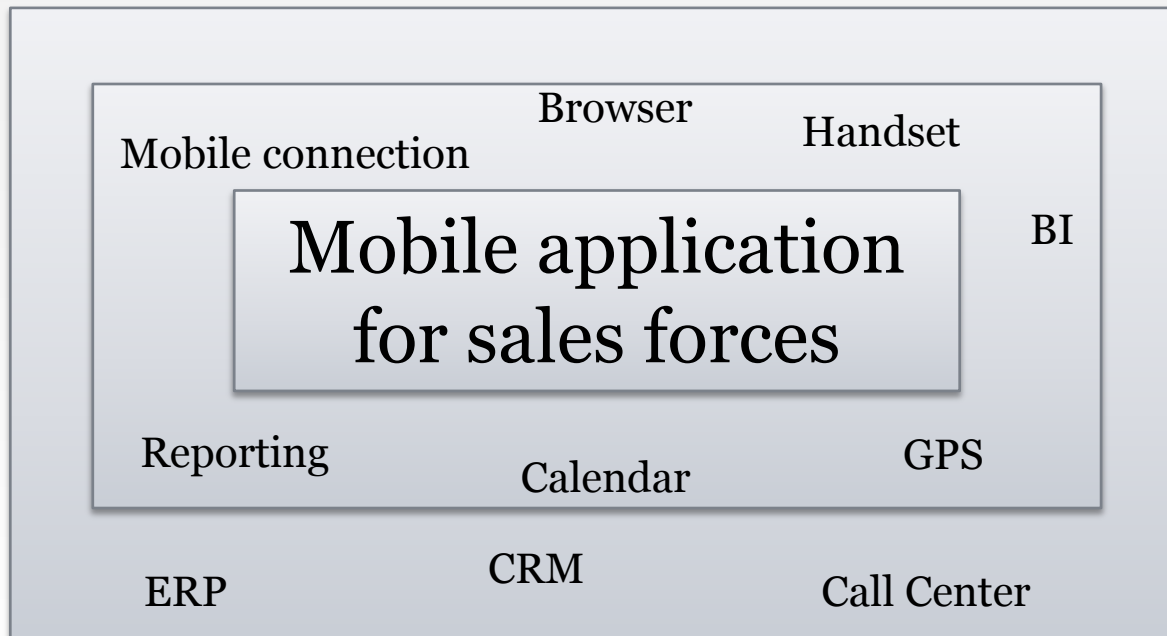 Browser
Handset
Mobile connection
BI
Mobile application
for sales forces
Reporting
Calendar
GPS
CRM
ERP
Call Center